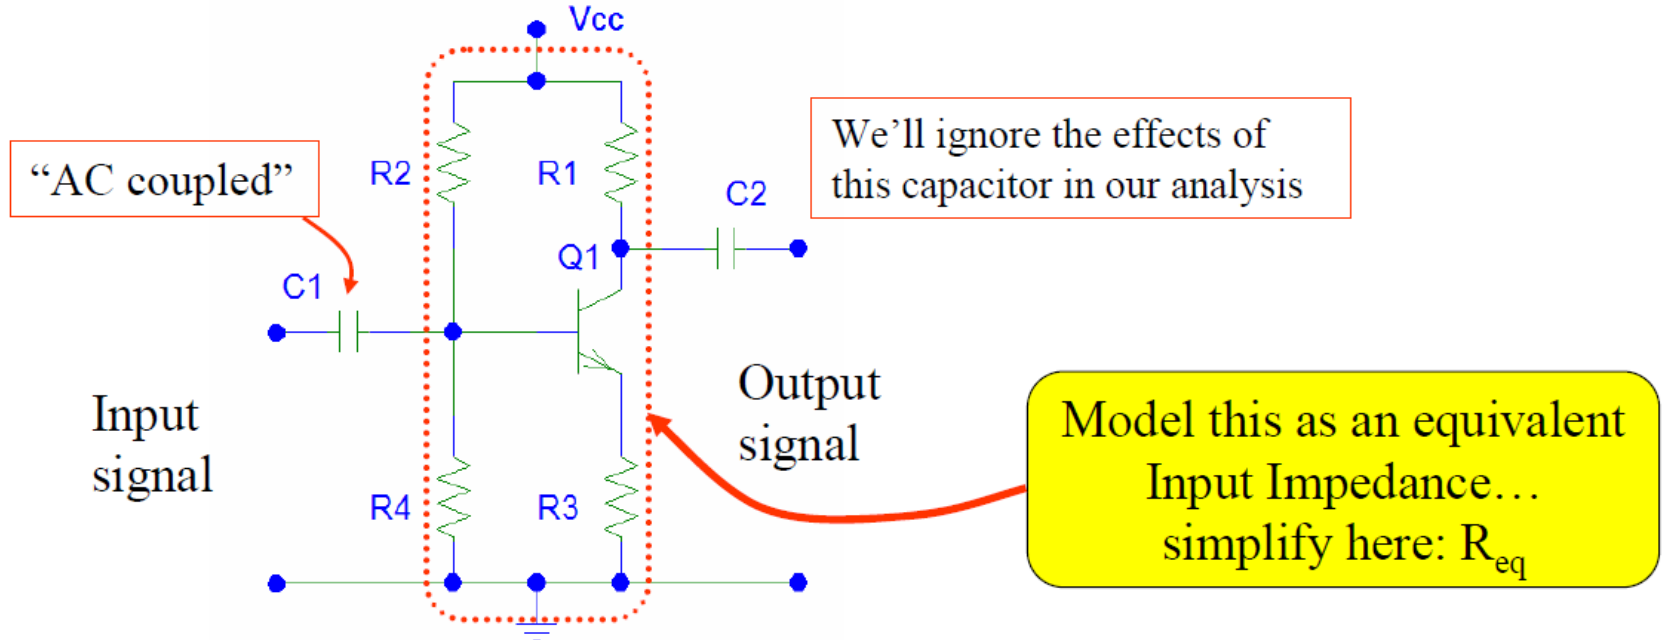 Vcc
“AC coupled”
R2
R1
C2
We’ll ignore the effects of
this capacitor in our analysis
Q1
C1
Input
signal
Output
signal
R4
R3
Model this as an equivalent
Input Impedance…
simplify here: Req